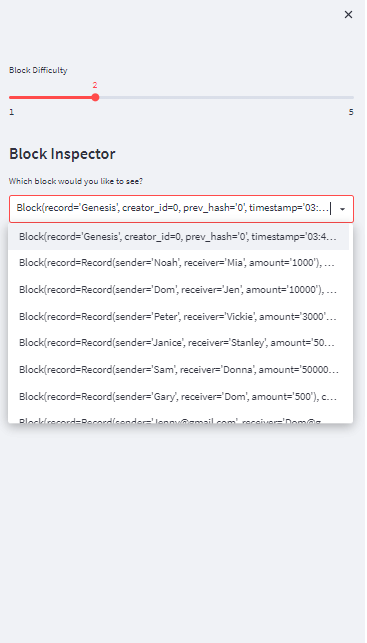 ×
Block Difficulty
2
1 5
Block Inspector
Which block would you like to see?
Block(record='Genesis', creator_id=0, prev_hash='0', timestamp='03:...
Block(record='Genesis', creator_id=0, prev_hash='0', timestamp='03:4...
Block(record=Record(sender='Noah', receiver='Mia', amount='1000'), ...
Block(record=Record(sender='Dom', receiver='Jen', amount='10000'), ...
Block(record=Record(sender='Peter', receiver='Vickie', amount='3000'...
Block(record=Record(sender='Janice', receiver='Stanley', amount='50...
Block(record=Record(sender='Sam', receiver='Donna', amount='50000...
Block(record=Record(sender='Gary', receiver='Dom', amount='500'), c...
Block(record=Record(sender='Jenny@gmail.com', receiver='Dom@g...